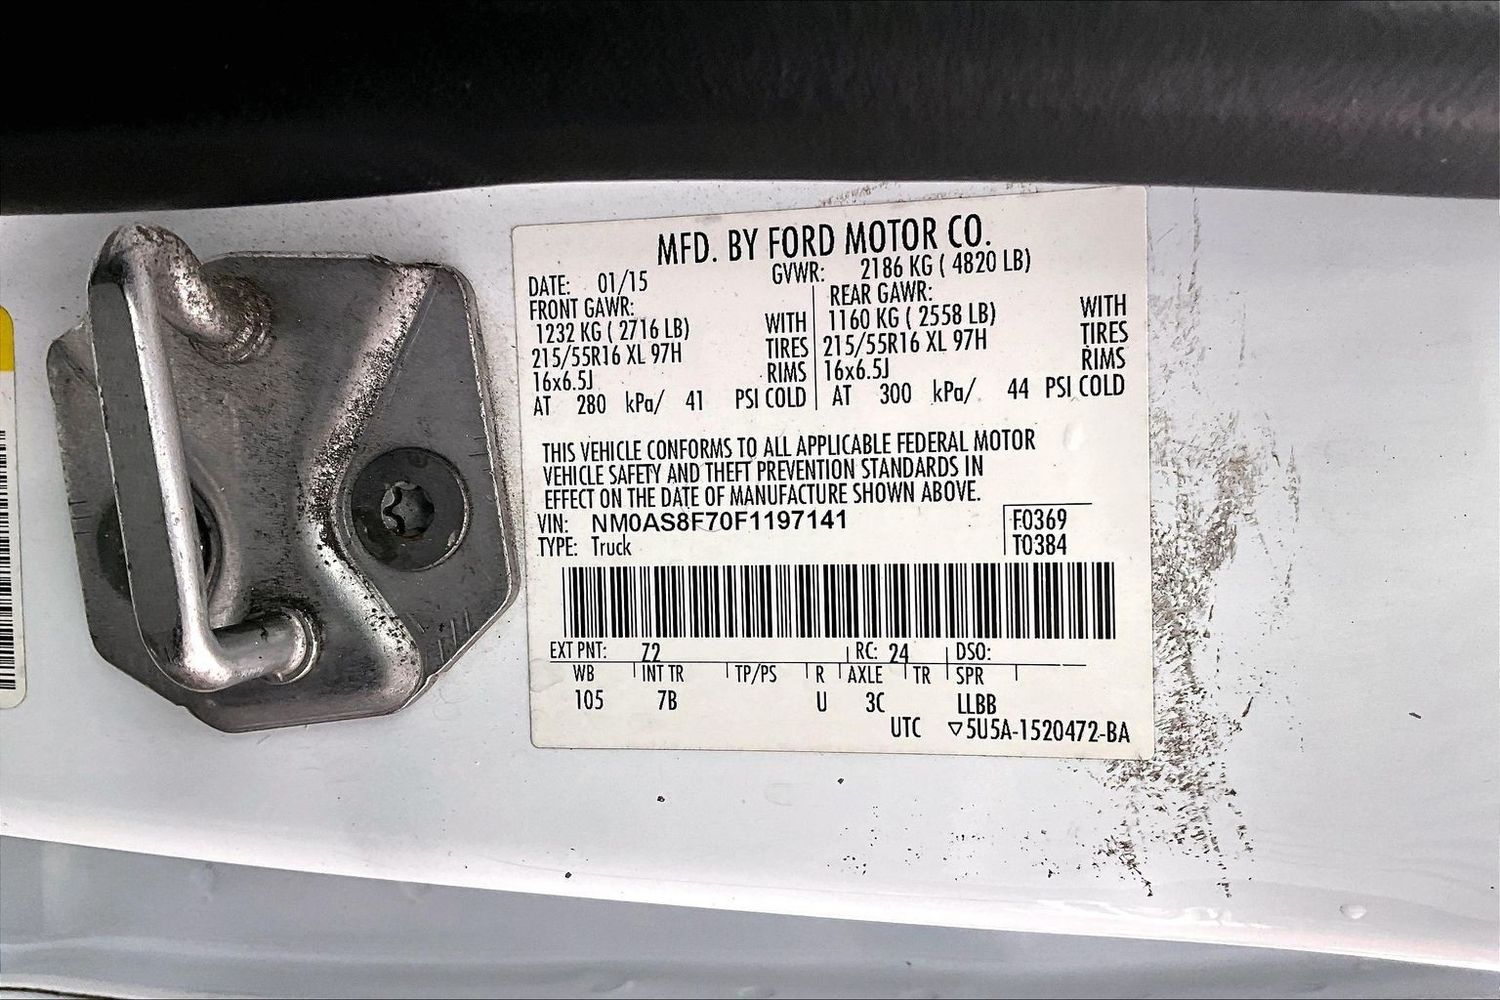 MFD. BY FORD MOTOR CO.
DATE: 01/15 GVWR: 2186 KG ( 4820 LB)
FRONT GAWR: REAR GAWR:
1232 KG ( 2716 LB) WITH 1160 KG ( 2558 LB) WITH
215/55R16 XL 97H TIRES 215/55R16 XL 97H TIRES
16x6.5J RIMS 16x6.5J RIMS
AT 280 kPa/ 41 PSI COLD AT 300 kPa/ 44 PSI COLD
THIS VEHICLE CONFORMS TO ALL APPLICABLE FEDERAL MOTOR
VEHICLE SAFETY AND THEFT PREVENTION STANDARDS IN
EFFECT ON THE DATE OF MANUFACTURE SHOWN ABOVE.
VIN: NM0AS8F70F1197141 F0369
TYPE: Truck T0384
EXT PNT: Z2 RC: 24 DSO:
WB INT TR TP/PS R AXLE TR SPR
105 7B U 3C LLBB
UTC ▽5U5A-1520472-BA